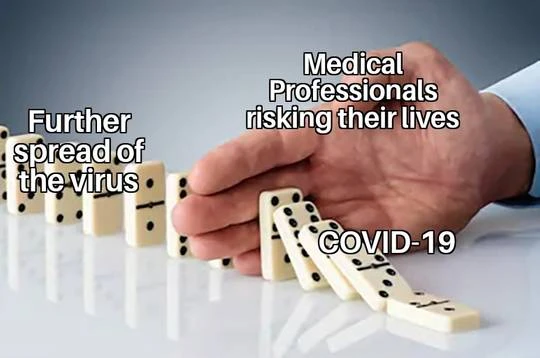 Medical
Professionals
risking their lives
Further
spread of
the virus
COVID-19